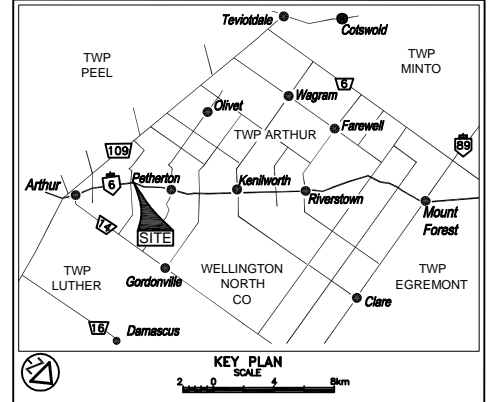 Teviotdale
Cotswold
TWP
PEEL
TWP
MINTO
6
Wagram
Olivet
TWP ARTHUR
Farewell
89
109
Arthur
6
Petherton
Kenilworth
Riverstown
Mount
Forest
14
SITE
Gordonville
TWP
LUTHER
WELLINGTON
NORTH
CO
TWP
EGREMONT
Clare
16
Damascus
KEY PLAN
SCALE
2 0 4 8km